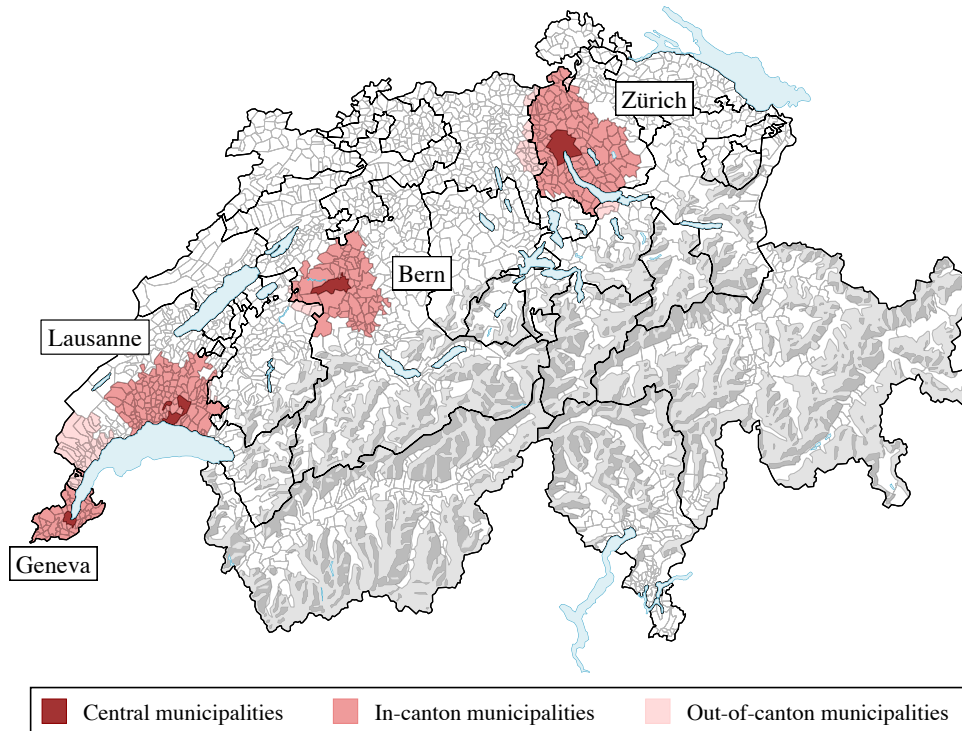 Zürich
Bern
Lausanne
Geneva
Central municipalities
In-canton municipalities
Out-of-canton municipalities